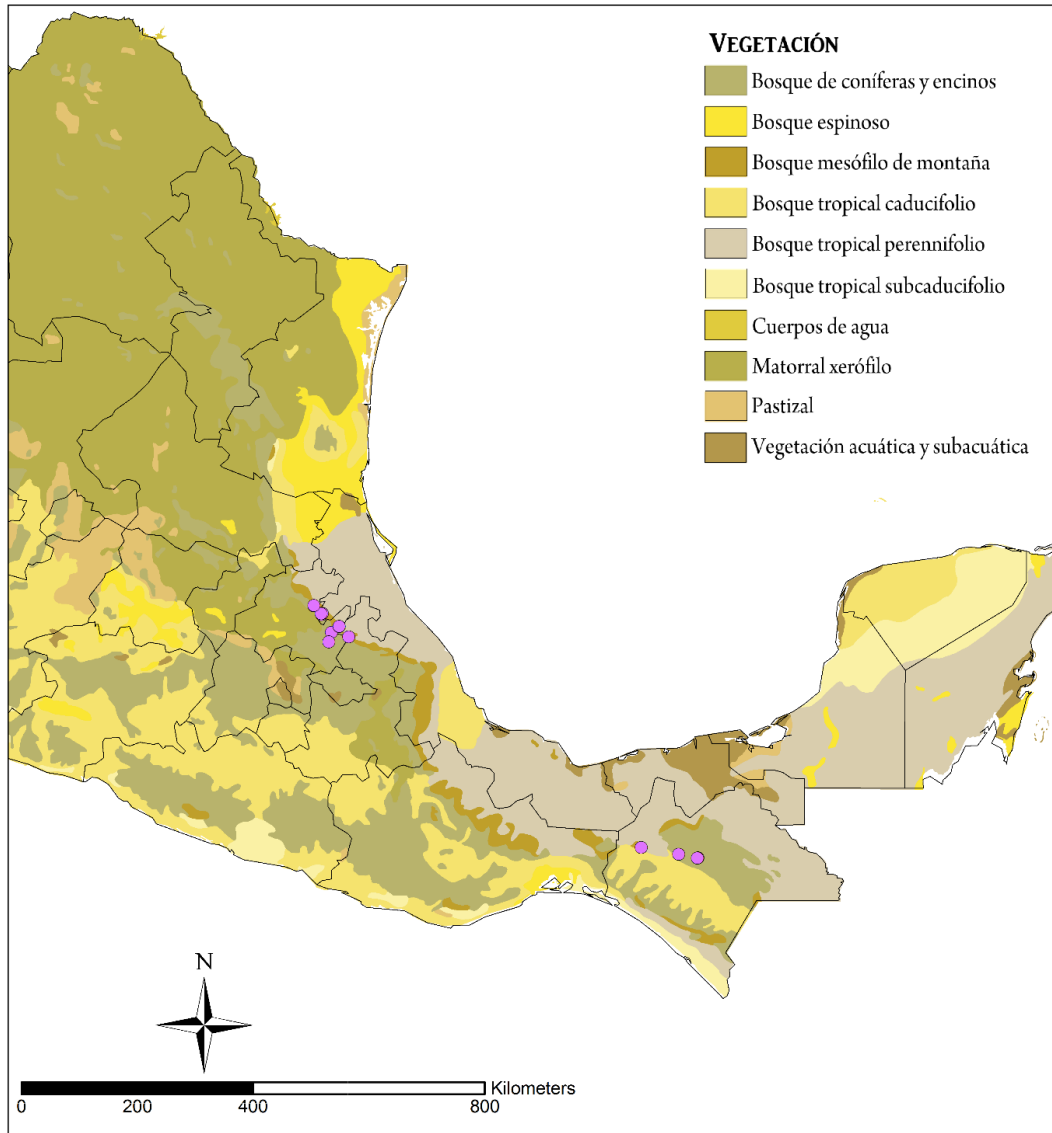 VEGETACIÓN
Bosque de coníferas y encinos
Bosque espinoso
Bosque mesófilo de montaña
Bosque tropical caducifolio
Bosque tropical perennifolio
Bosque tropical subcaducifolio
Cuerpos de agua
Matorral xerófilo
Pastizal
Vegetación acuática y subacuática
N
Kilometers
0 200 400 800